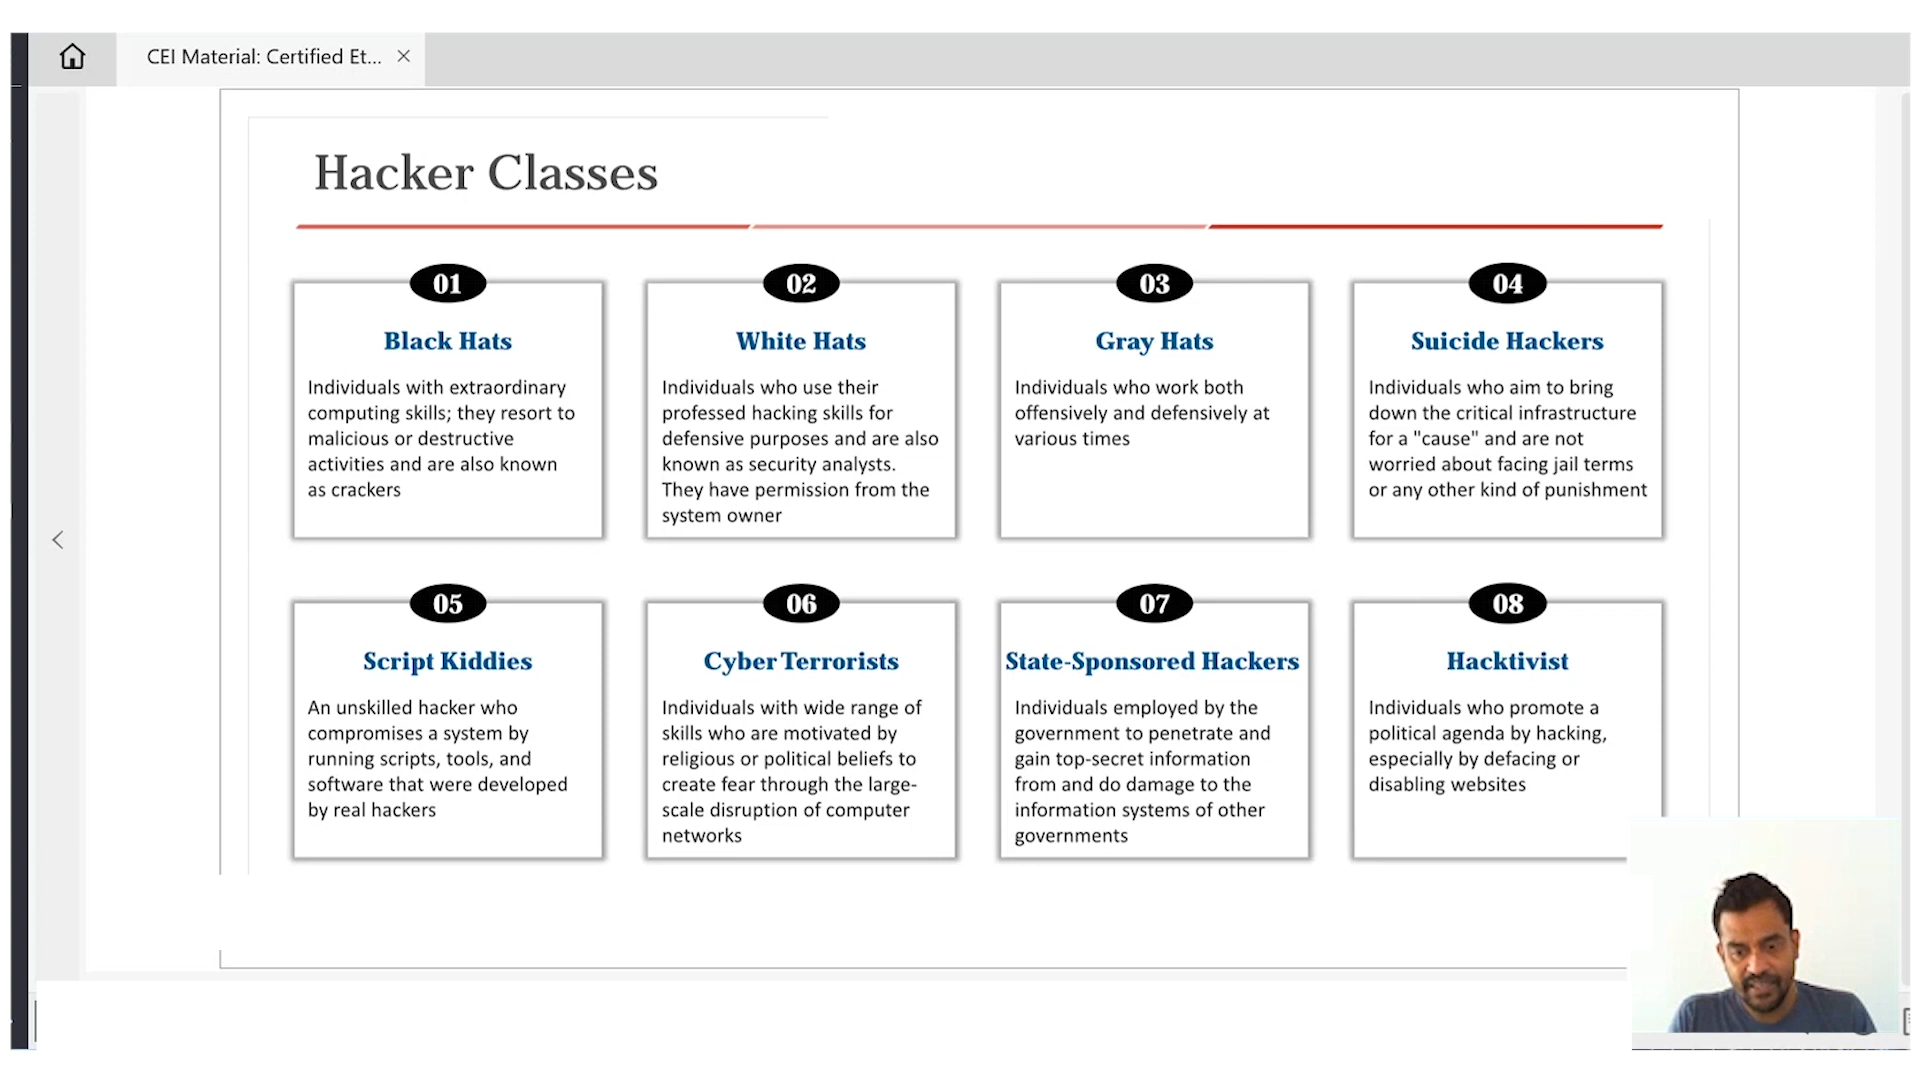 CEI Material: Certified Et...
Hacker Classes
01
Black Hats
Individuals with extraordinary
computing skills; they resort to
malicious or destructive
activities and are also known
as crackers
02
White Hats
Individuals who use their
professed hacking skills for
defensive purposes and are also
known as security analysts.
They have permission from the
system owner
03
Gray Hats
Individuals who work both
offensively and defensively at
various times
04
Suicide Hackers
Individuals who aim to bring
down the critical infrastructure
for a "cause" and are not
worried about facing jail terms
or any other kind of punishment
05
Script Kiddies
An unskilled hacker who
compromises a system by
running scripts, tools, and
software that were developed
by real hackers
06
Cyber Terrorists
Individuals with wide range of
skills who are motivated by
religious or political beliefs to
create fear through the large-
scale disruption of computer
networks
07
State-Sponsored Hackers
Individuals employed by the
government to penetrate and
gain top-secret information
from and do damage to the
information systems of other
governments
08
Hacktivist
Individuals who promote a
political agenda by hacking,
especially by defacing or
disabling websites